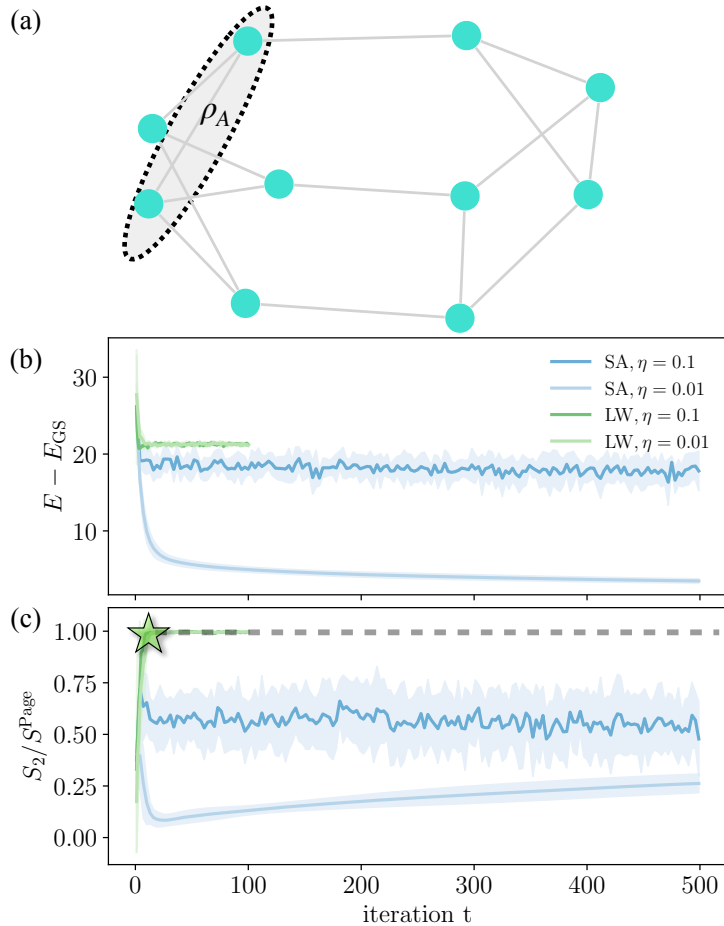 (a)
ρ_A
(b)
E − E_GS
30
20
10
SA, η = 0.1
SA, η = 0.01
LW, η = 0.1
LW, η = 0.01
(c)
S_2/S^Page
1.00
0.75
0.50
0.25
0.00
0 100 200 300 400 500
iteration t